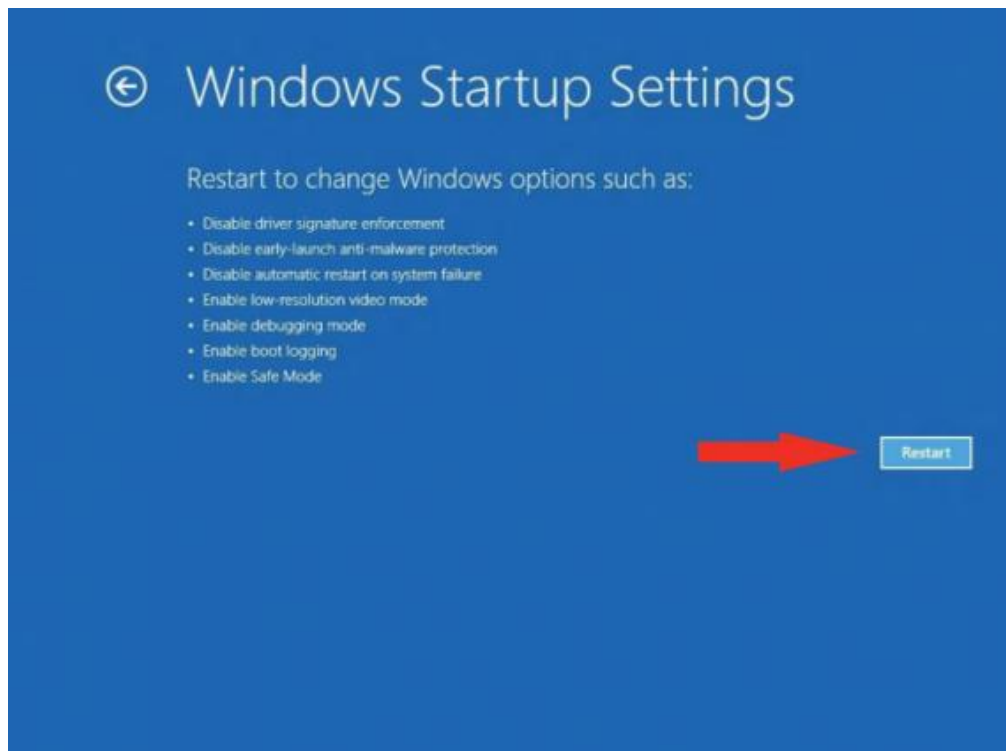 Windows Startup Settings
Restart to change Windows options such as:
• Disable driver signature enforcement
• Disable early-launch anti-malware protection
• Disable automatic restart on system failure
• Enable low-resolution video mode
• Enable debugging mode
• Enable boot logging
• Enable Safe Mode
Restart